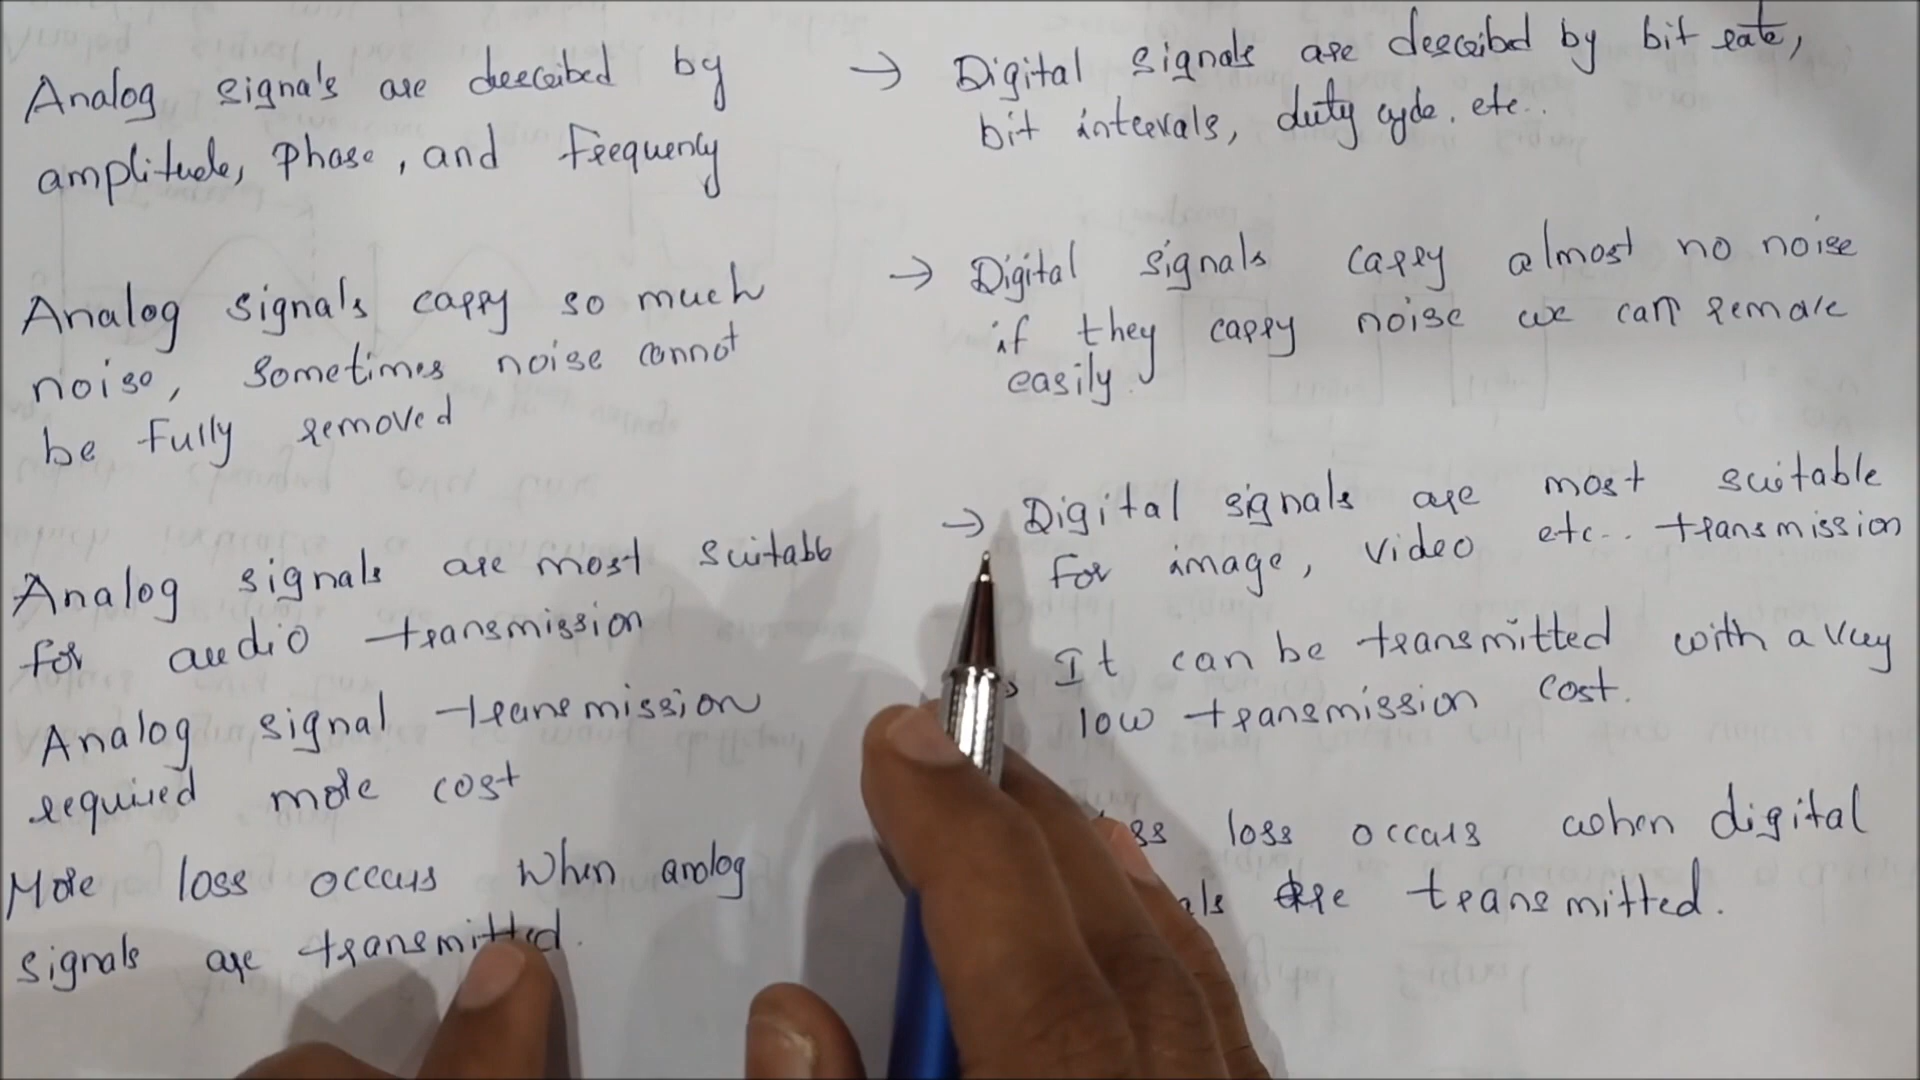 Analog signals are described by
amplitude, Phase, and frequency
Analog signals carry so much
noise, Sometimes noise cannot
be fully removed
Analog signals are most suitable
for audio transmission
Analog signal transmission
required more cost
More loss occurs when analog
signals are transmitted.
→ Digital signals are described by bit rate,
bit intervals, duty cycle. etc..
→ Digital signals carry almost no noise
if they carry noise we can remove
easily.
→ Digital signals are most suitable
for image, video etc... transmission
It can be transmitted with a very
low transmission cost.
loss occurs when digital
are transmitted.